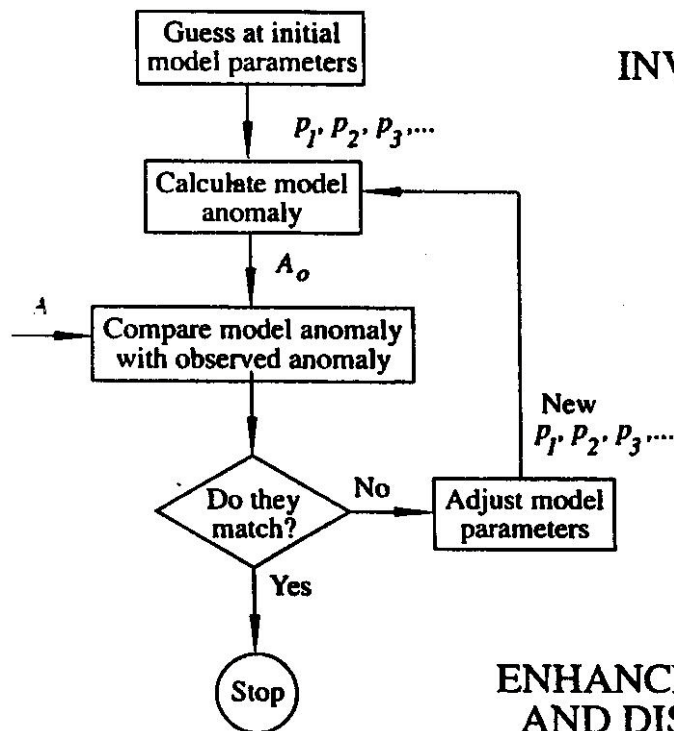 Guess at initial
model parameters
INV
p1, p2, p3,...
Calculate model
anomaly
Ao
A
Compare model anomaly
with observed anomaly
New
p1, p2, p3,...
Do they
match?
No
Adjust model
parameters
Yes
Stop
ENHANC
AND DIS